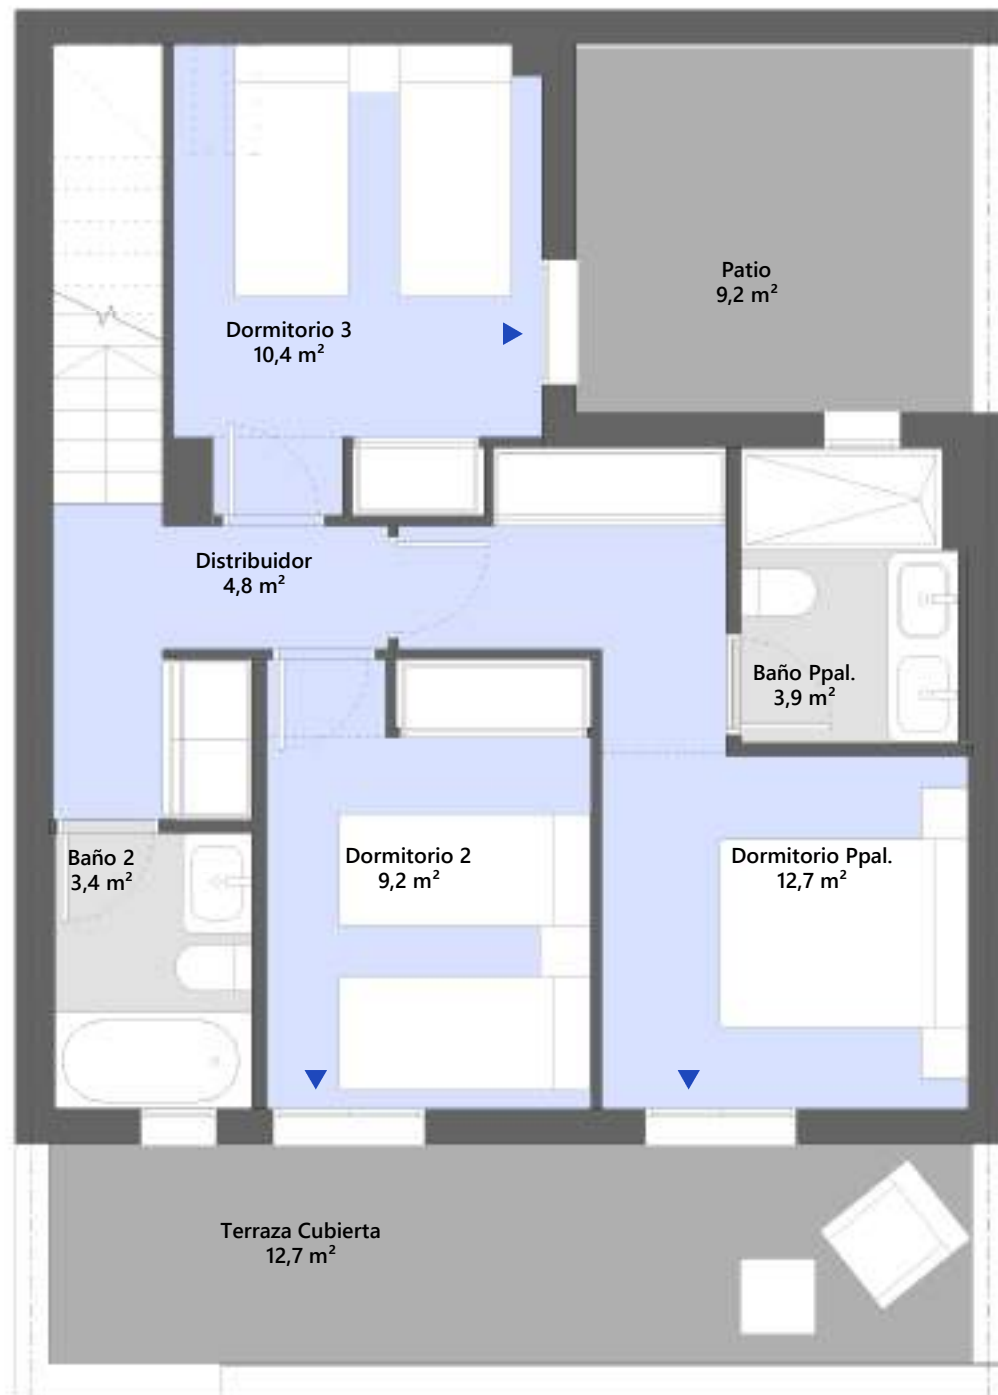 Patio
9,2 m²
Dormitorio 3
10,4 m²
Distribuidor
4,8 m²
Baño Ppal.
3,9 m²
Baño 2
3,4 m²
Dormitorio 2
9,2 m²
Dormitorio Ppal.
12,7 m²
Terraza Cubierta
12,7 m²